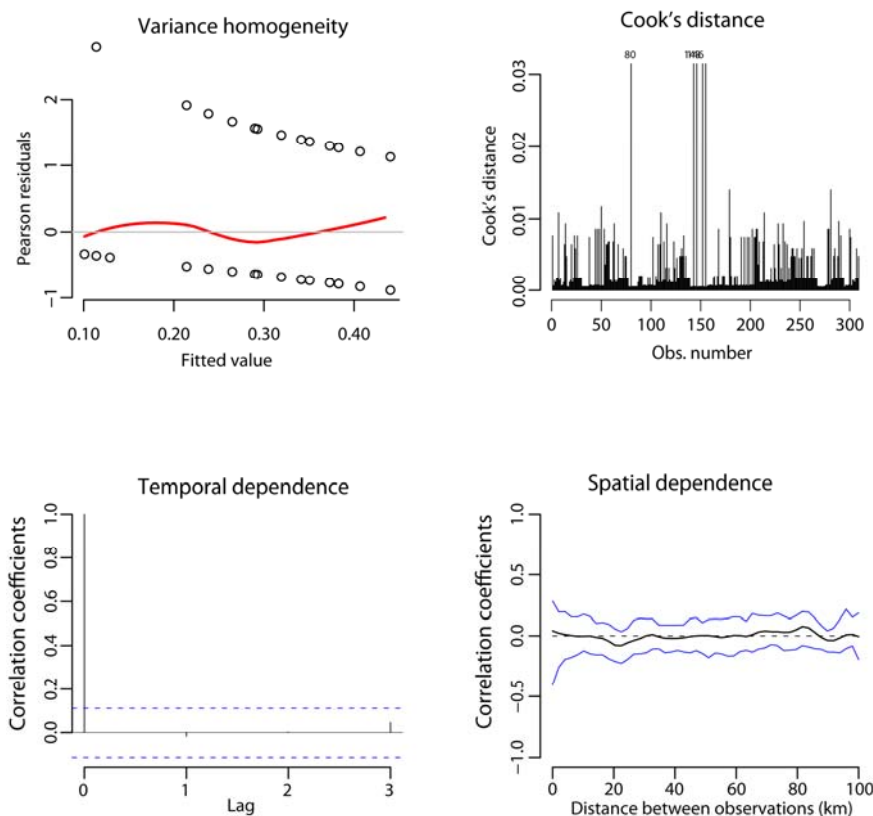 Variance homogeneity
Pearson residuals
2
1
0
−1
0.10 0.20 0.30 0.40
Fitted value
Cook's distance
80
Cook's distance
0.03
0.02
0.01
0.00
0 50 100 150 200 250 300
Obs. number
Temporal dependence
Correlation coefficients
1.0
0.8
0.6
0.4
0.2
0.0
0 1 2 3
Lag
Spatial dependence
Correlation coefficients
1.0
0.5
0.0
−0.5
−1.0
0 20 40 60 80 100
Distance between observations (km)